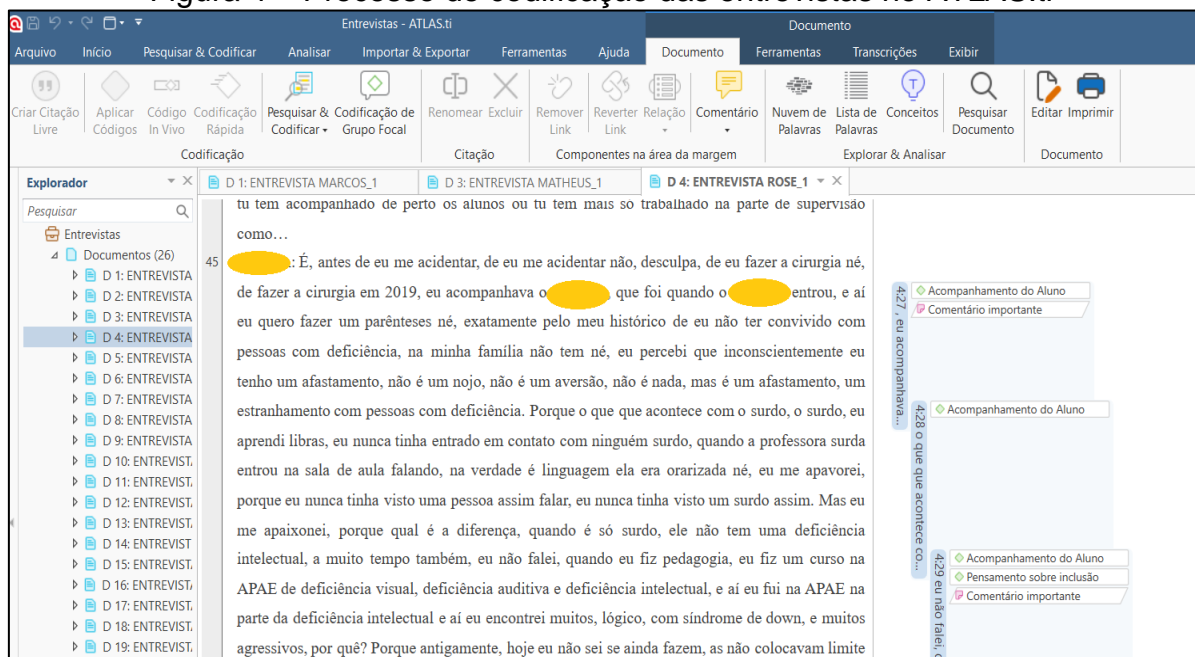 Figura 4 – Processo de codificação das entrevistas no ATLAS.ti
Entrevistas - ATLAS.ti
Documento
Arquivo Início Pesquisar & Codificar Analisar Importar & Exportar Ferramentas Ajuda Documento Ferramentas Transcrições Exibir
Criar Citação Livre
Aplicar Códigos
Código In Vivo
Codificação Rápida
Pesquisar & Codificar
Codificação de Grupo Focal
Renomear
Excluir
Remover Link
Reverter Link
Relação
Comentário
Nuvem de Palavras
Lista de Palavras
Conceitos
Pesquisar Documento
Editar
Imprimir
Codificação
Citação
Componentes na área da margem
Explorar & Analisar
Documento
Explorador
D 1: ENTREVISTA MARCOS_1
D 3: ENTREVISTA MATHEUS_1
D 4: ENTREVISTA ROSE_1
Pesquisar
Entrevistas
Documentos (26)
D 1: ENTREVISTA
D 2: ENTREVISTA
D 3: ENTREVISTA
D 4: ENTREVISTA
D 5: ENTREVISTA
D 6: ENTREVISTA
D 7: ENTREVISTA
D 8: ENTREVISTA
D 9: ENTREVISTA
D 10: ENTREVIST
D 11: ENTREVIST
D 12: ENTREVIST
D 13: ENTREVIST
D 14: ENTREVIST
D 15: ENTREVIST
D 16: ENTREVIST
D 17: ENTREVIST
D 18: ENTREVIST
D 19: ENTREVIST
tu tem acompanhado de perto os alunos ou tu tem mais so trabalhado na parte de supervisão
como…
45
: É, antes de eu me acidentar, de eu me acidentar não, desculpa, de eu fazer a cirurgia né,
de fazer a cirurgia em 2019, eu acompanhava o , que foi quando o entrou, e aí
eu quero fazer um parênteses né, exatamente pelo meu histórico de eu não ter convivido com
pessoas com deficiência, na minha família não tem né, eu percebi que inconscientemente eu
tenho um afastamento, não é um nojo, não é um aversão, não é nada, mas é um afastamento, um
estranhamento com pessoas com deficiência. Porque o que que acontece com o surdo, o surdo, eu
aprendi libras, eu nunca tinha entrado em contato com ninguém surdo, quando a professora surda
entrou na sala de aula falando, na verdade é linguagem ela era orarizada né, eu me apavorei,
porque eu nunca tinha visto uma pessoa assim falar, eu nunca tinha visto um surdo assim. Mas eu
me apaixonei, porque qual é a diferença, quando é só surdo, ele não tem uma deficiência
intelectual, a muito tempo também, eu não falei, quando eu fiz pedagogia, eu fiz um curso na
APAE de deficiência visual, deficiência auditiva e deficiência intelectual, e aí eu fui na APAE na
parte da deficiência intelectual e aí eu encontrei muitos, lógico, com síndrome de down, e muitos
agressivos, por quê? Porque antigamente, hoje eu não sei se ainda fazem, as não colocavam limite
4:27 , eu acompanhava...
Acompanhamento do Aluno
Comentário importante
4:28 o que que acontece co...
Acompanhamento do Aluno
4:29 eu não falei,
Acompanhamento do Aluno
Pensamento sobre inclusão
Comentário importante